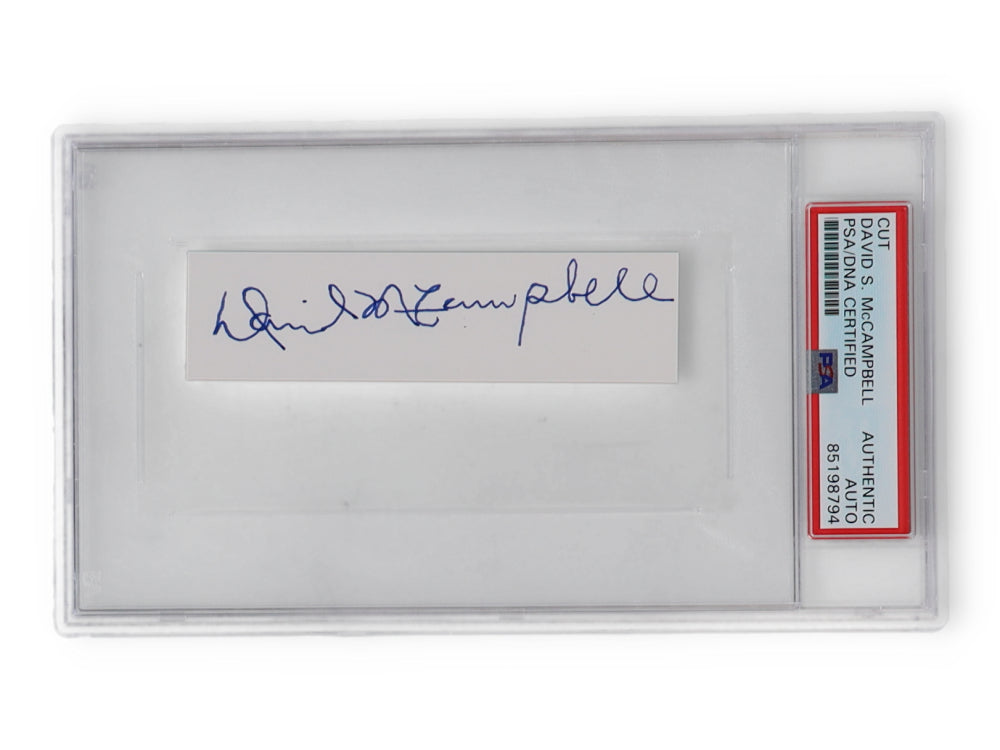 David McCampbell
CUT
DAVID S. McCAMPBELL AUTHENTIC
PSA/DNA CERTIFIED AUTO
85198794
PSA